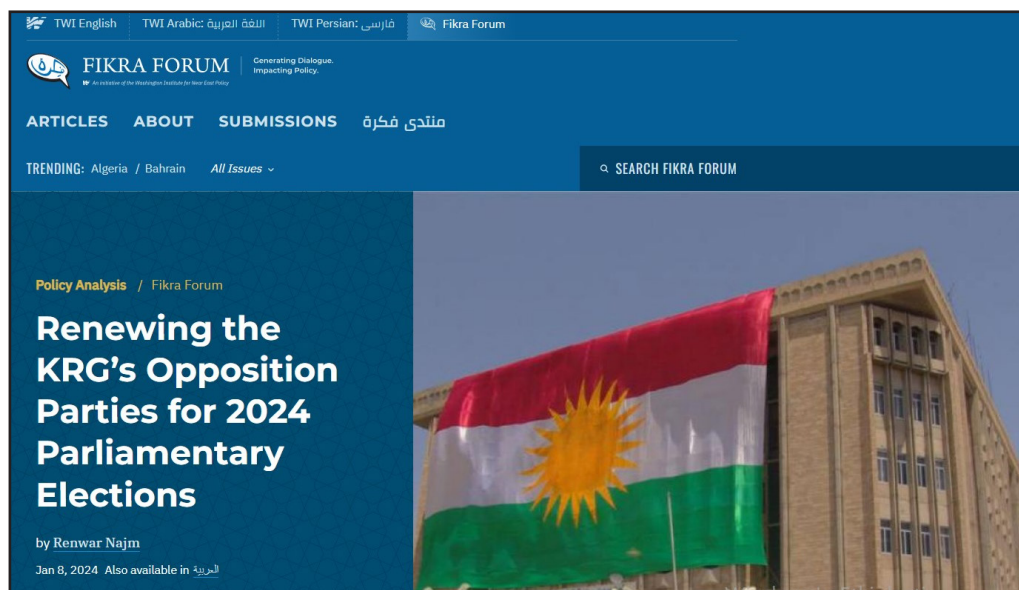 TWI English TWI Arabic: اللغة العربية TWI Persian: فارسی Fikra Forum
FIKRA FORUM
An initiative of the Washington Institute for Near East Policy
Generating Dialogue.
Impacting Policy.
ARTICLES ABOUT SUBMISSIONS منتدى فكرة
TRENDING: Algeria / Bahrain All Issues
SEARCH FIKRA FORUM
Policy Analysis / Fikra Forum
Renewing the
KRG’s Opposition
Parties for 2024
Parliamentary
Elections
by Renwar Najm
Jan 8, 2024 Also available in العربية